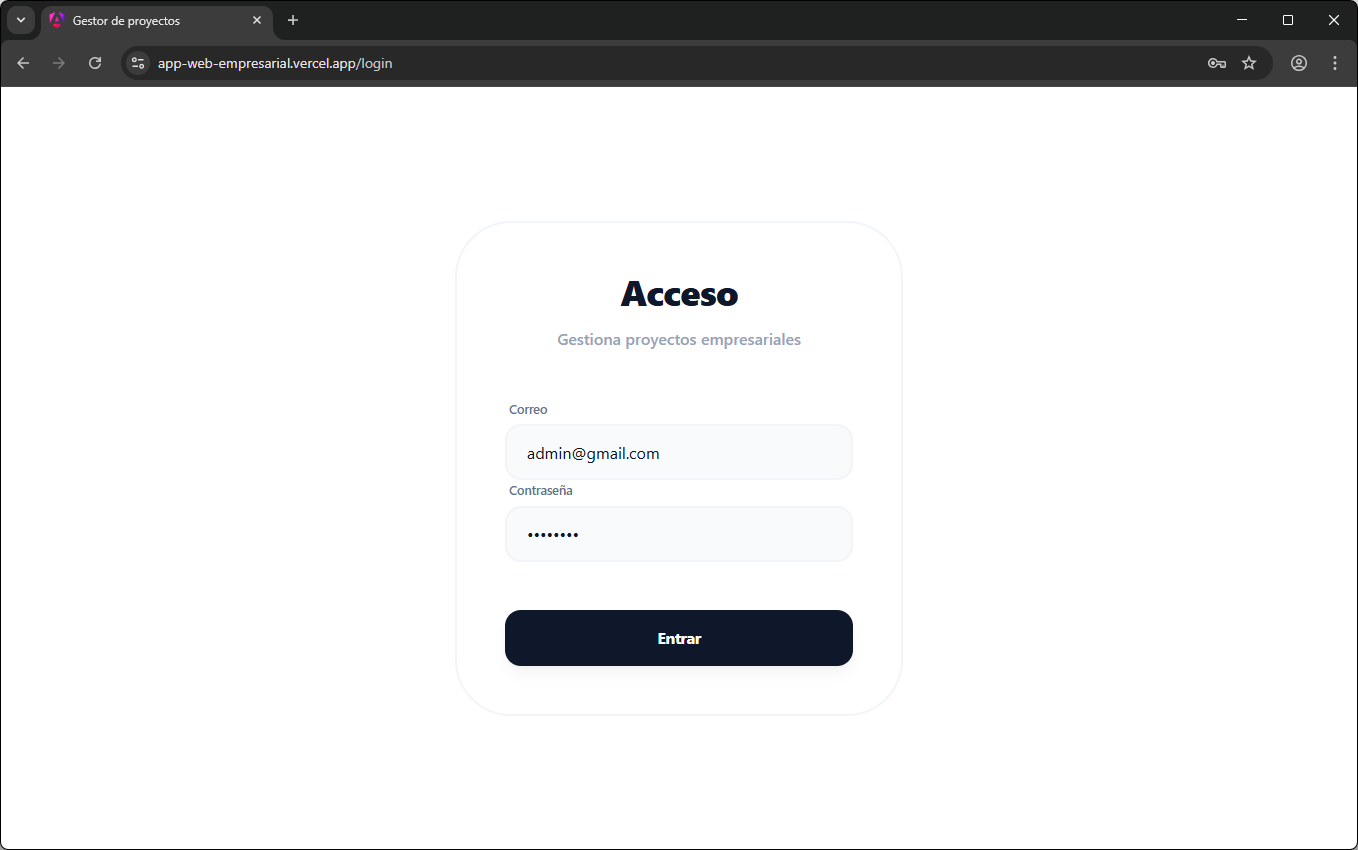 Gestor de proyectos
app-web-empresarial.vercel.app/login
Acceso
Gestiona proyectos empresariales
Correo
admin@gmail.com
Contraseña
••••••••
Entrar